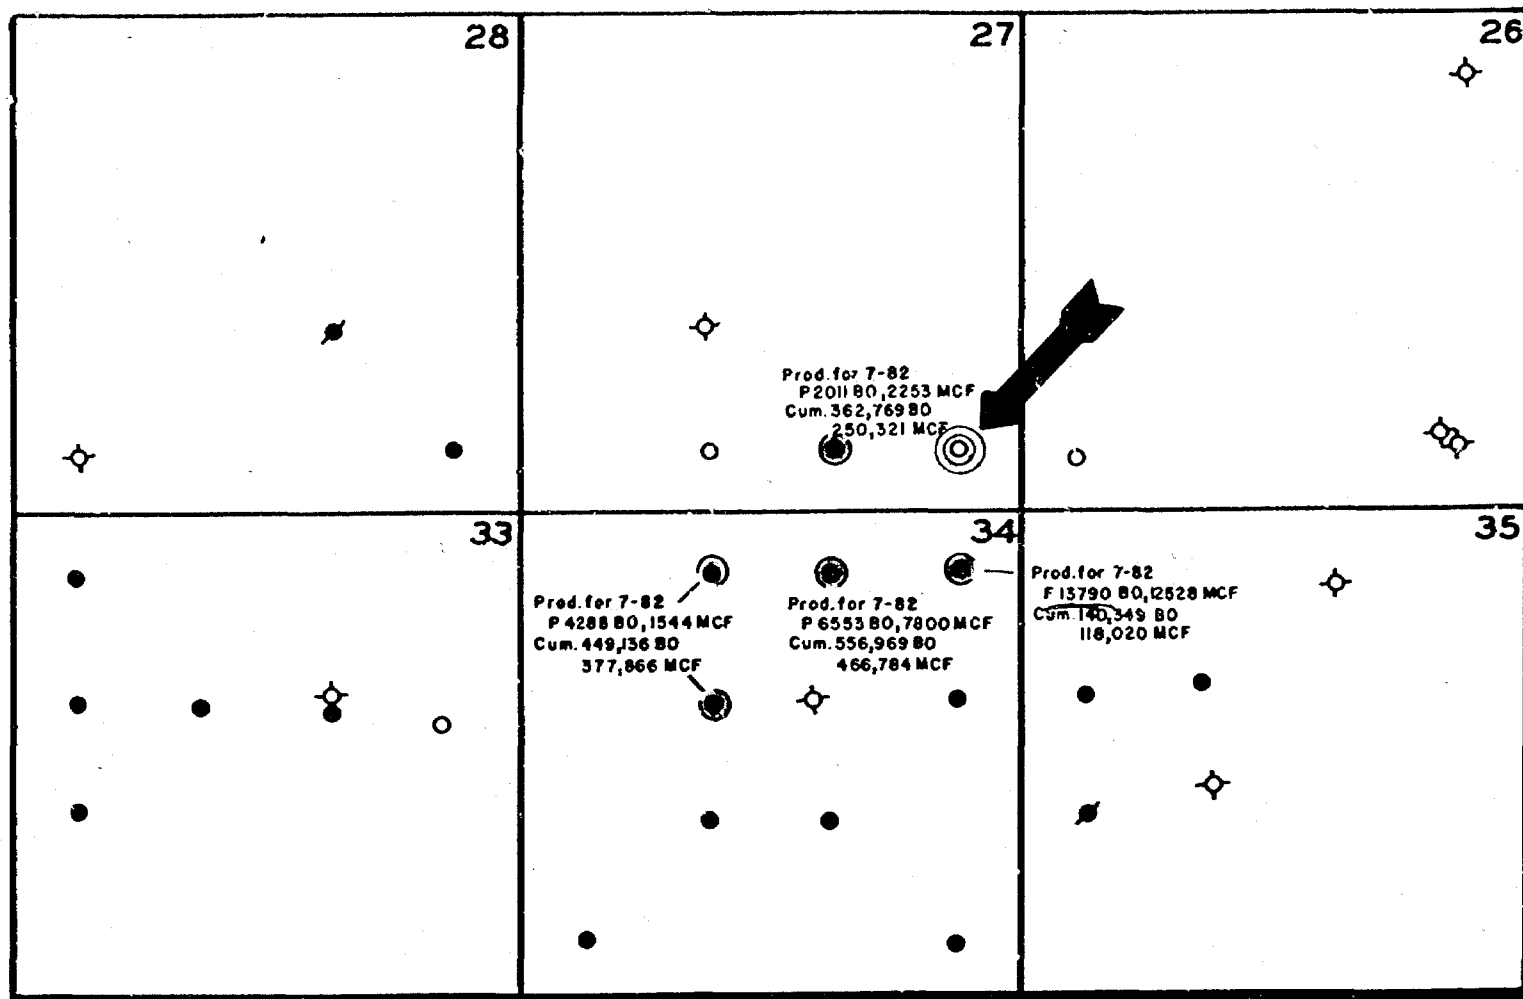 28
27
26
Prod. for 7-82
P 2011 BO, 2253 MCF
Cum. 362,769 BO
250,321 MCF
33
34
35
Prod. for 7-82
P 4288 BO, 1544 MCF
Cum. 449,136 BO
377,866 MCF
Prod. for 7-82
P 6553 BO, 7800 MCF
Cum. 556,969 BO
466,784 MCF
Prod. for 7-82
F 13790 BO, 12528 MCF
Cum. 140,349 BO
118,020 MCF